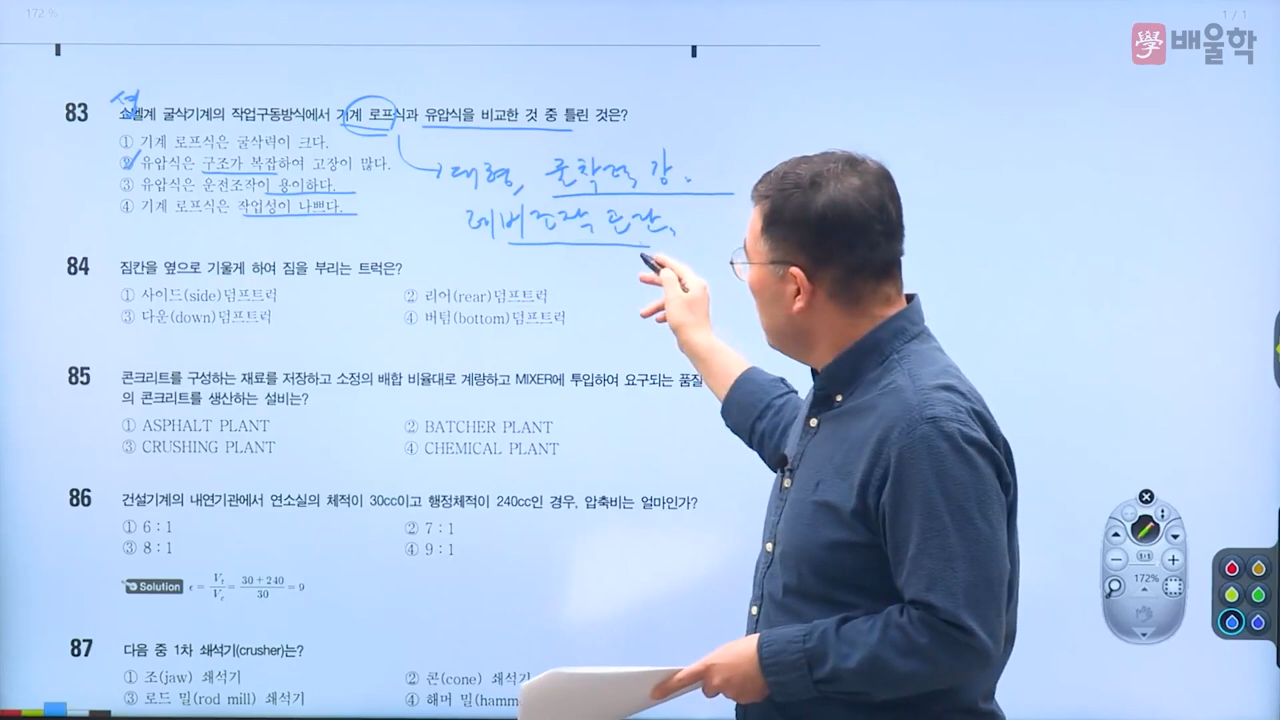 172 %
1 / 1
學 배울학
셔
83 쇼벨계 굴삭기계의 작업구동방식에서 기계 로프식과 유압식을 비교한 것 중 틀린 것은?
① 기계 로프식은 굴삭력이 크다.
② 유압식은 구조가 복잡하여 고장이 많다.
③ 유압식은 운전조작이 용이하다.
④ 기계 로프식은 작업성이 나쁘다.
대형, 굴착력 강.
레버조작 곤란,
84 짐칸을 옆으로 기울게 하여 짐을 부리는 트럭은?
① 사이드(side)덤프트럭 ② 리어(rear)덤프트럭
③ 다운(down)덤프트럭 ④ 버텀(bottom)덤프트럭
85 콘크리트를 구성하는 재료를 저장하고 소정의 배합 비율대로 계량하고 MIXER에 투입하여 요구되는 품질
의 콘크리트를 생산하는 설비는?
① ASPHALT PLANT ② BATCHER PLANT
③ CRUSHING PLANT ④ CHEMICAL PLANT
86 건설기계의 내연기관에서 연소실의 체적이 30cc이고 행정체적이 240cc인 경우, 압축비는 얼마인가?
① 6 : 1 ② 7 : 1
③ 8 : 1 ④ 9 : 1
Solution ϵ = Vt/Vc = 30+240/30 = 9
87 다음 중 1차 쇄석기(crusher)는?
① 조(jaw) 쇄석기 ② 콘(cone) 쇄석기
③ 로드 밀(rod mill) 쇄석기 ④ 해머 밀(hamm
1:1
172%